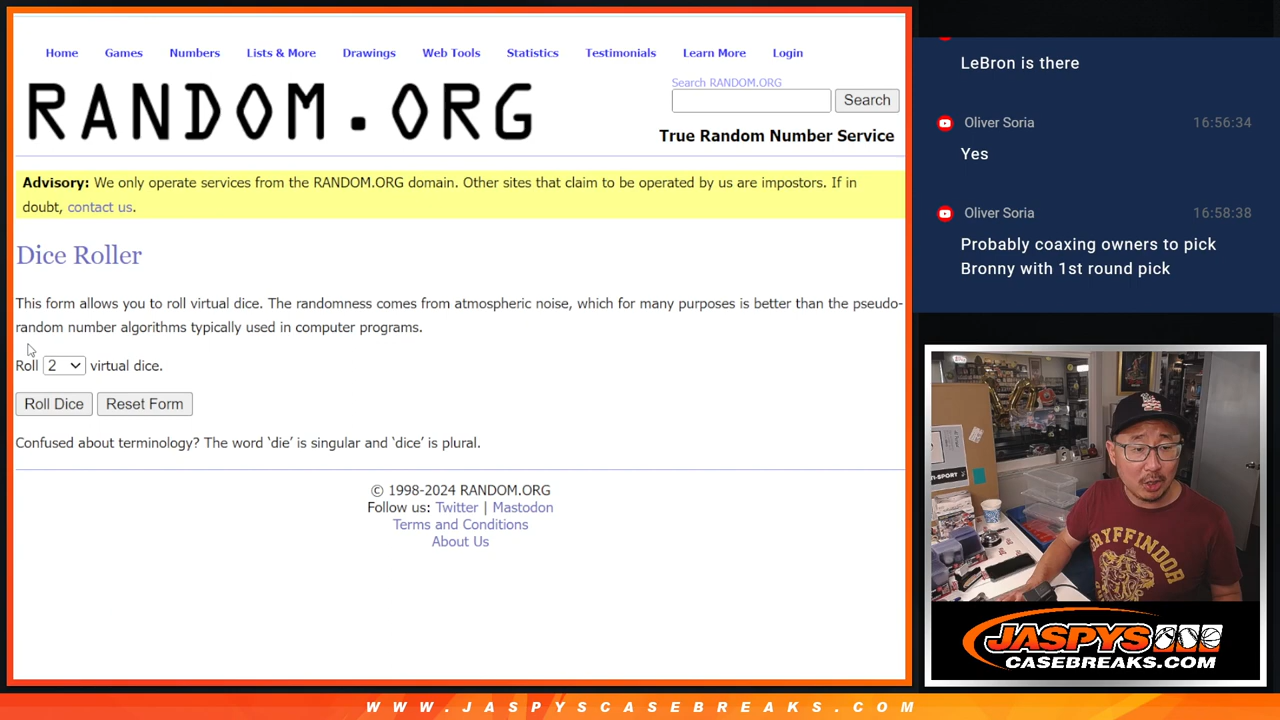 Home Games Numbers Lists & More Drawings Web Tools Statistics Testimonials Learn More Login
RANDOM.ORG
Search RANDOM.ORG
Search
True Random Number Service
Advisory: We only operate services from the RANDOM.ORG domain. Other sites that claim to be operated by us are impostors. If in
doubt, contact us.
Dice Roller
This form allows you to roll virtual dice. The randomness comes from atmospheric noise, which for many purposes is better than the pseudo-
random number algorithms typically used in computer programs.
Roll 2 virtual dice.
Roll Dice Reset Form
Confused about terminology? The word ‘die’ is singular and ‘dice’ is plural.
© 1998-2024 RANDOM.ORG
Follow us: Twitter | Mastodon
Terms and Conditions
About Us
LeBron is there
Oliver Soria 16:56:34
Yes
Oliver Soria 16:58:38
Probably coaxing owners to pick
Bronny with 1st round pick
GRYFFINDOR
JASPYS
CASEBREAKS.COM
WWW.JASPYSCASEBREAKS.COM